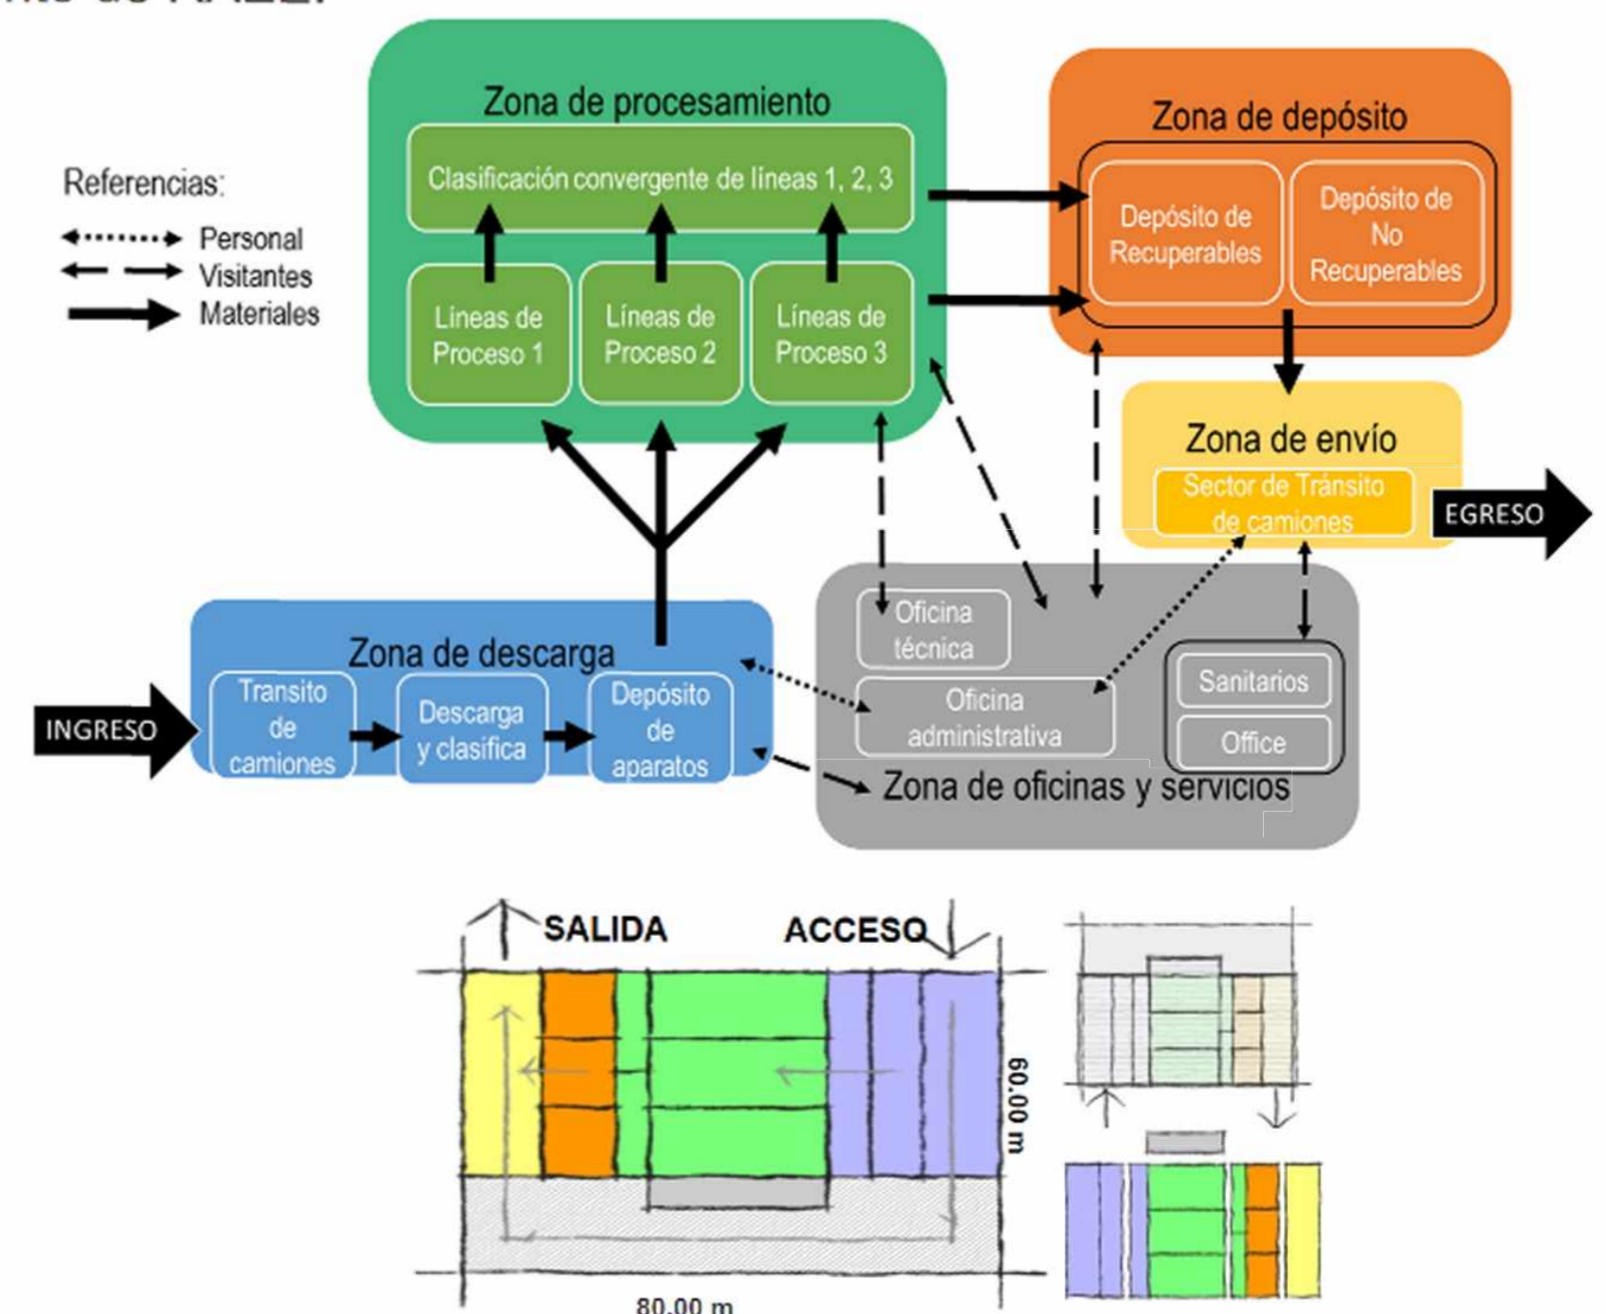 Zona de procesamiento
Clasificación convergente de líneas 1, 2, 3
Líneas de
Proceso 1
Líneas de
Proceso 2
Líneas de
Proceso 3
Zona de depósito
Depósito de
Recuperables
Depósito de
No
Recuperables
Referencias:
Personal
Visitantes
Materiales
Zona de envío
Sector de Tránsito
de camiones
EGRESO
INGRESO
Zona de descarga
Transito
de
camiones
Descarga
y clasifica
Depósito
de
aparatos
Oficina
técnica
Oficina
administrativa
Sanitarios
Office
Zona de oficinas y servicios
SALIDA
ACCESO
60.00 m
80.00 m